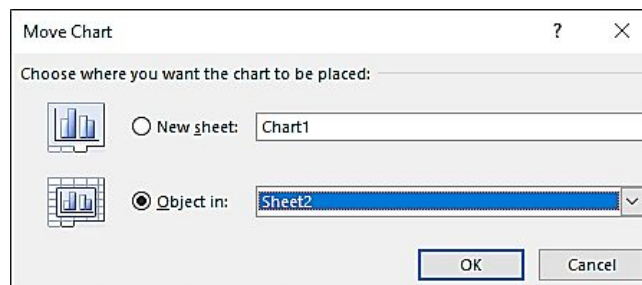 Move Chart ? ×
Choose where you want the chart to be placed:
New sheet: Chart1
Object in: Sheet2
OK Cancel